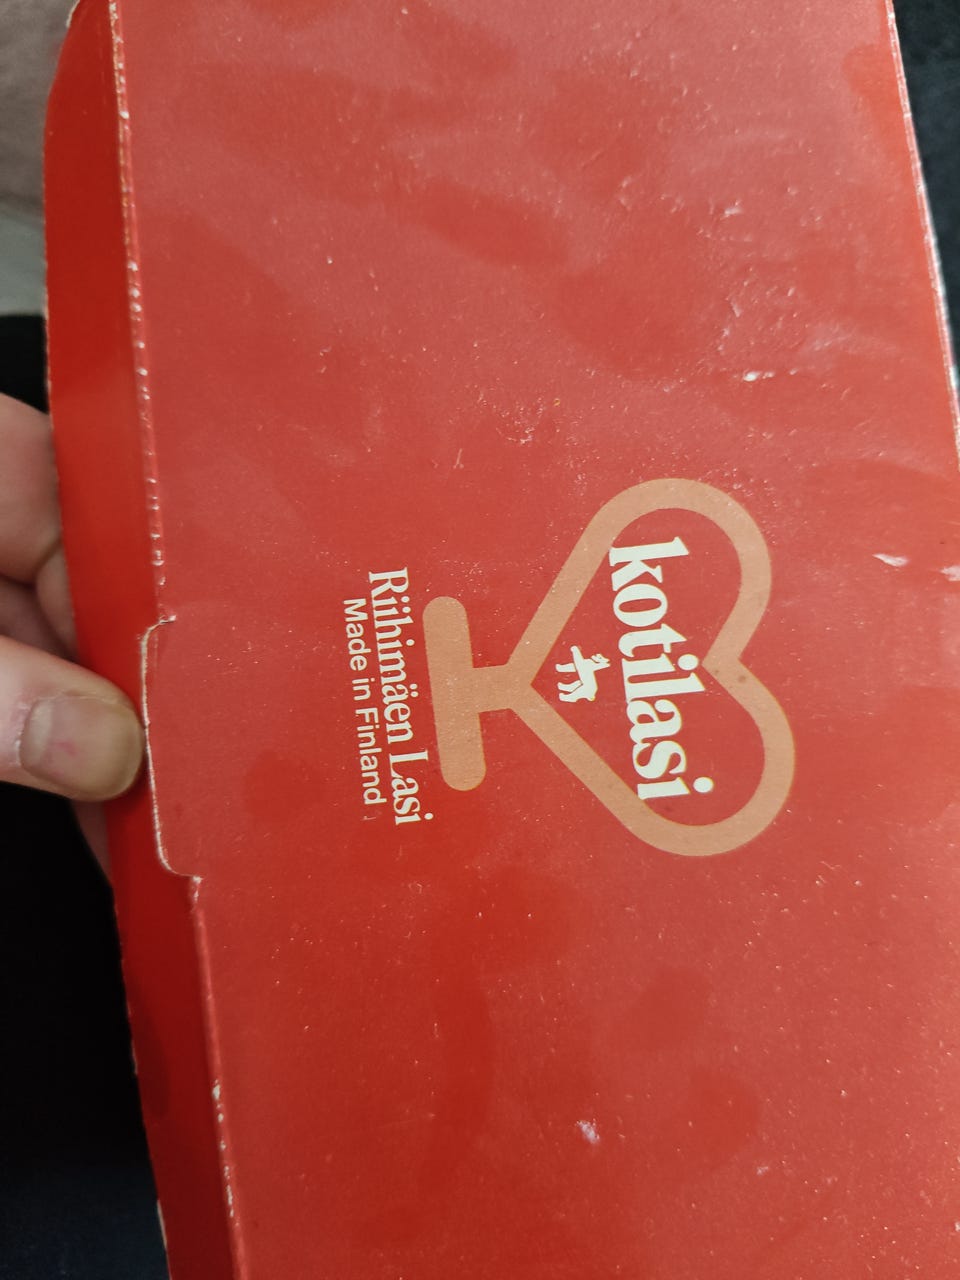 kotilasi
Riihimäen Lasi
Made in Finland